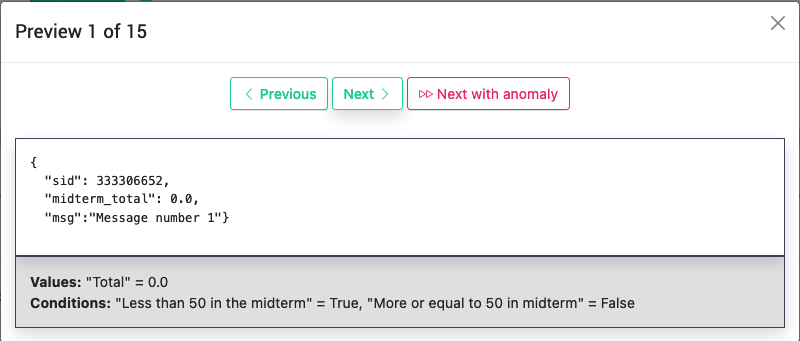 Preview 1 of 15
Previous Next Next with anomaly
{
"sid": 333306652,
"midterm_total": 0.0,
"msg":"Message number 1"}
Values: "Total" = 0.0
Conditions: "Less than 50 in the midterm" = True, "More or equal to 50 in midterm" = False